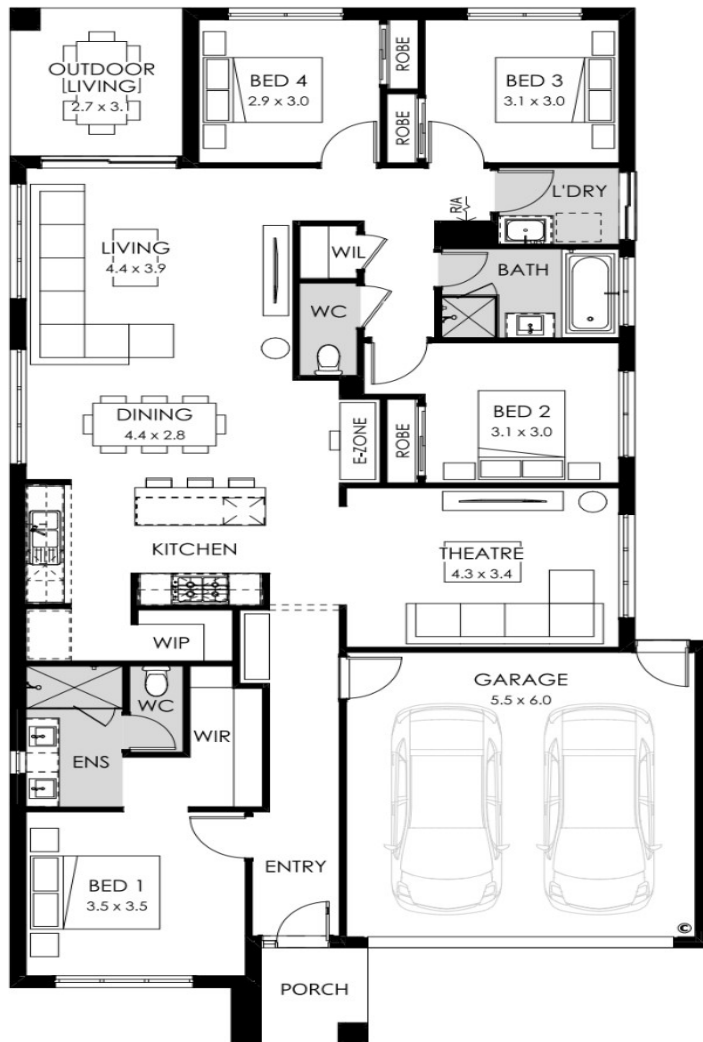 OUTDOOR
LIVING
2.7 x 3.1
BED 4
2.9 x 3.0
ROBE
ROBE
BED 3
3.1 x 3.0
L'DRY
R/A
LIVING
4.4 x 3.9
WIL
BATH
WC
DINING
4.4 x 2.8
E-ZONE
ROBE
BED 2
3.1 x 3.0
KITCHEN
THEATRE
4.3 x 3.4
WIP
WC
WIR
ENS
GARAGE
5.5 x 6.0
BED 1
3.5 x 3.5
ENTRY
©
PORCH